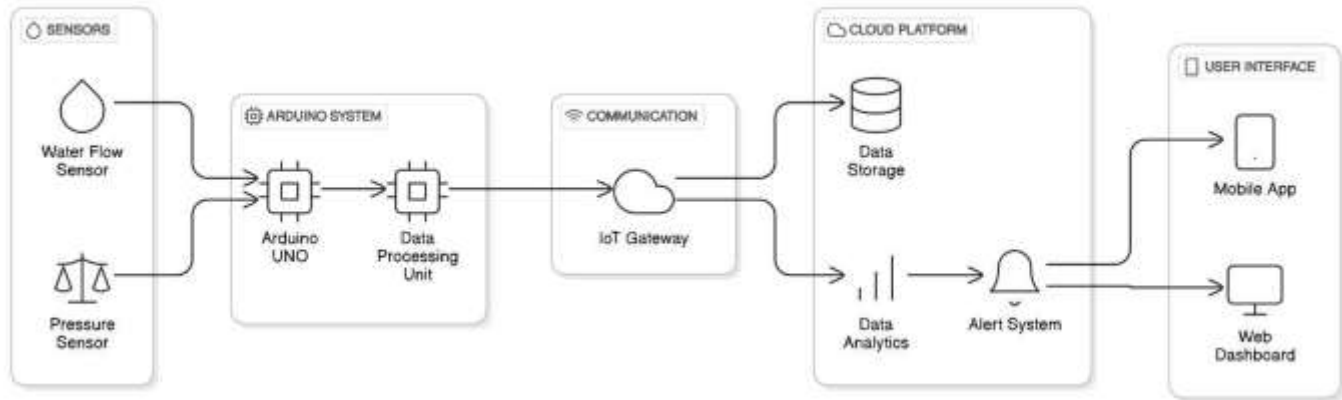 SENSORS
Water Flow
Sensor
Pressure
Sensor
ARDUINO SYSTEM
Arduino
UNO
Data
Processing
Unit
COMMUNICATION
IoT Gateway
CLOUD PLATFORM
Data
Storage
Data
Analytics
Alert System
USER INTERFACE
Mobile App
Web
Dashboard